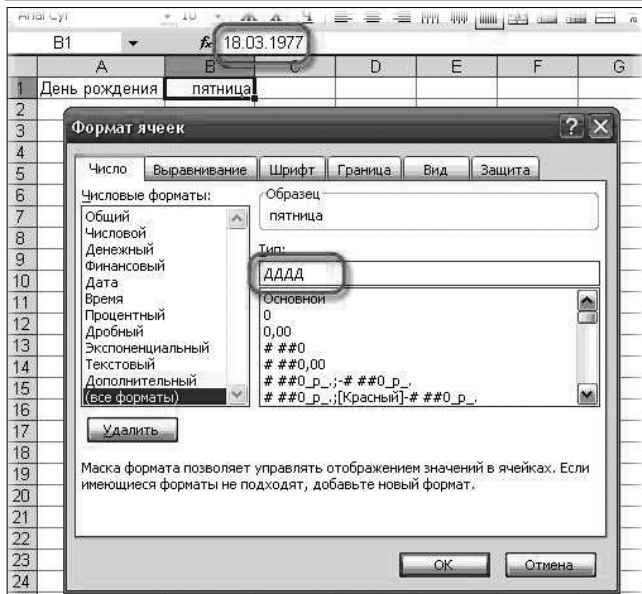 Arial Cyr 10 Ж К Ч
B1 fx 18.03.1977
A B C D E F G
1 День рождения пятница
2
3
4
5
6
7
8
9
10
11
12
13
14
15
16
17
18
19
20
21
22
23
24
Формат ячеек ? X
Число Выравнивание Шрифт Граница Вид Защита
Числовые форматы:
Общий
Числовой
Денежный
Финансовый
Дата
Время
Процентный
Дробный
Экспоненциальный
Текстовый
Дополнительный
(все форматы)
Образец
пятница
Тип:
ДДДД
Основной
0
0,00
# ##0
# ##0,00
# ##0_р_.;-# ##0_р_.
# ##0_р_.;[Красный]-# ##0_р_.
Удалить
Маска формата позволяет управлять отображением значений в ячейках. Если
имеющиеся форматы не подходят, добавьте новый формат.
ОК Отмена